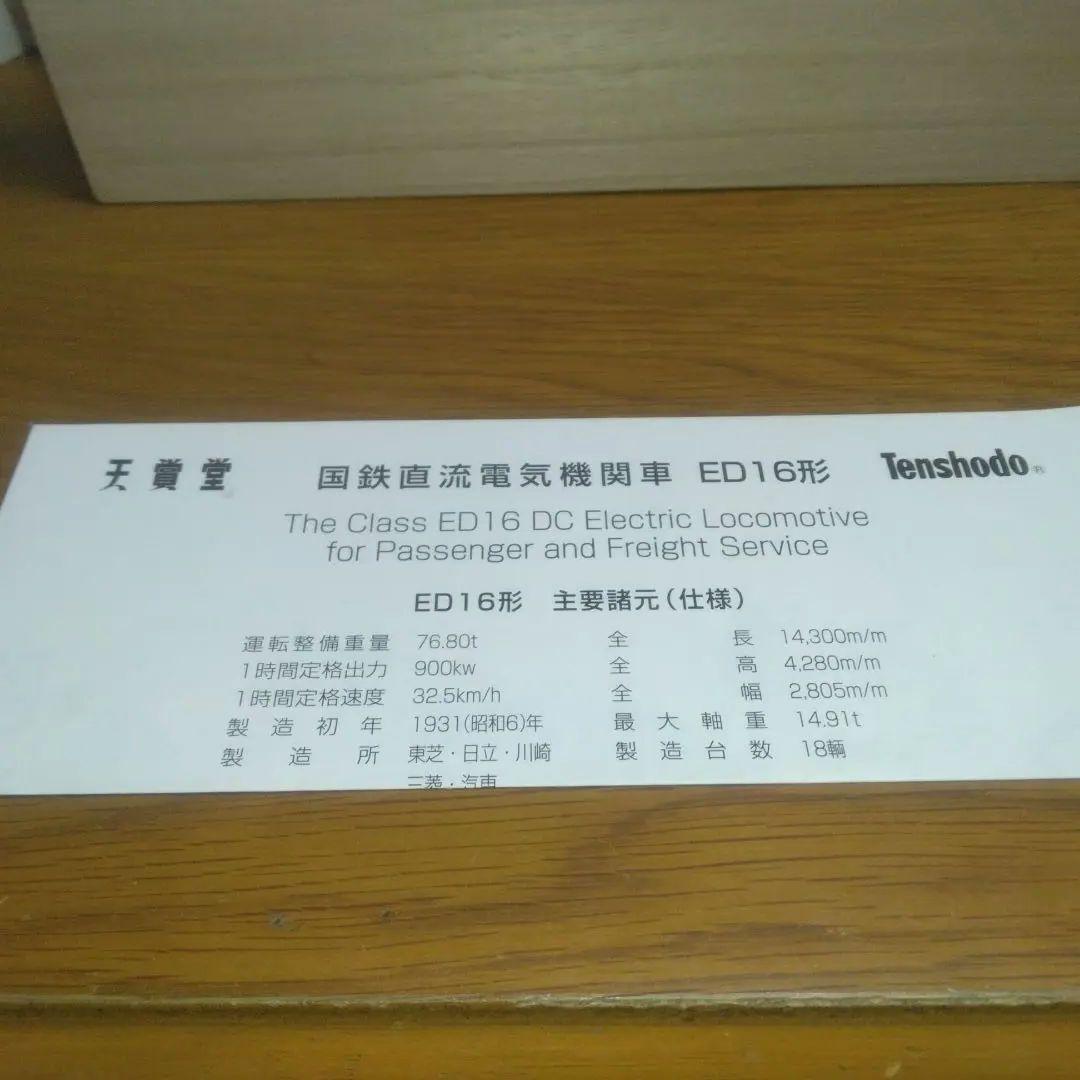 天賞堂 国鉄直流電気機関車 ED16形 Tenshodo®
The Class ED16 DC Electric Locomotive
for Passenger and Freight Service
ED16形 主要諸元(仕様)
運転整備重量 76.80t 全長 14,300m/m
1時間定格出力 900kw 全高 4,280m/m
1時間定格速度 32.5km/h 全幅 2,805m/m
製造初年 1931(昭和6)年 最大軸重 14.91t
製造所 東芝・日立・川崎 製造台数 18輌
三菱・汽車